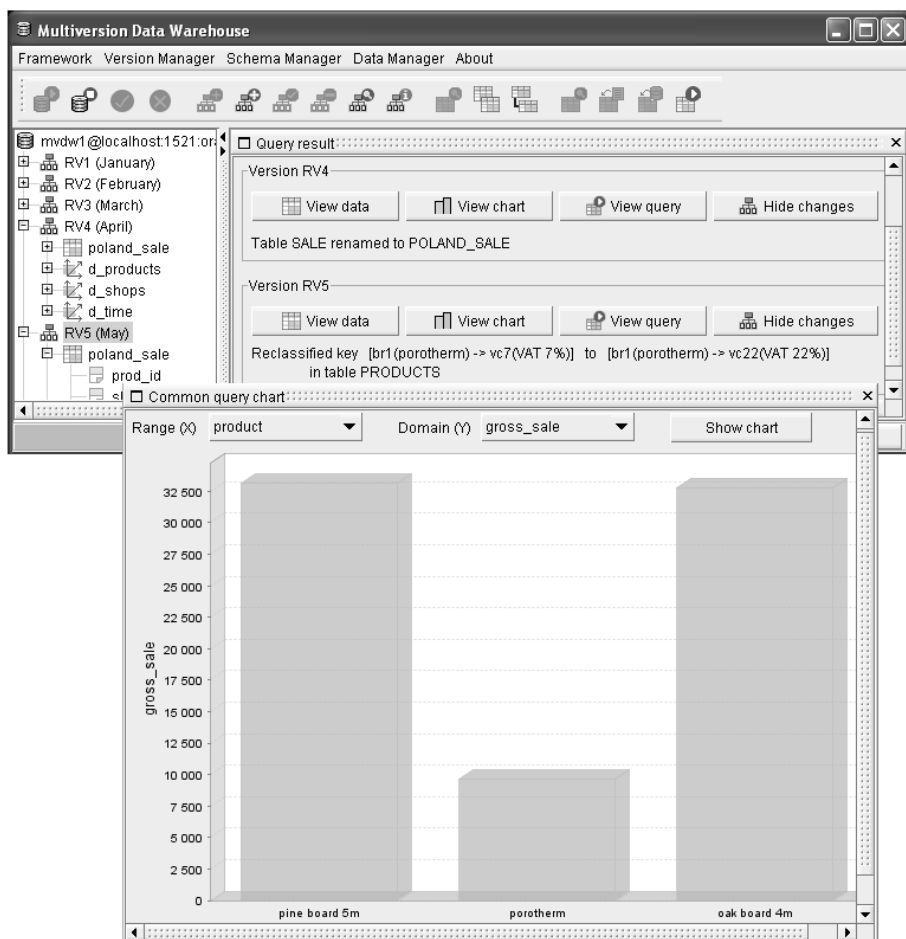 Multiversion Data Warehouse
Framework Version Manager Schema Manager Data Manager About
mvdw1@localhost:1521:or
RV1 (January)
RV2 (February)
RV3 (March)
RV4 (April)
poland_sale
d_products
d_shops
d_time
RV5 (May)
poland_sale
prod_id
Query result
Version RV4
View data View chart View query Hide changes
Table SALE renamed to POLAND_SALE
Version RV5
View data View chart View query Hide changes
Reclassified key [br1(porotherm) -> vc7(VAT 7%)] to [br1(porotherm) -> vc22(VAT 22%)]
in table PRODUCTS
Common query chart
Range (X) product Domain (Y) gross_sale Show chart
32 500
30 000
27 500
25 000
22 500
20 000
17 500
15 000
12 500
10 000
7 500
5 000
2 500
0
gross_sale
pine board 5m porotherm oak board 4m